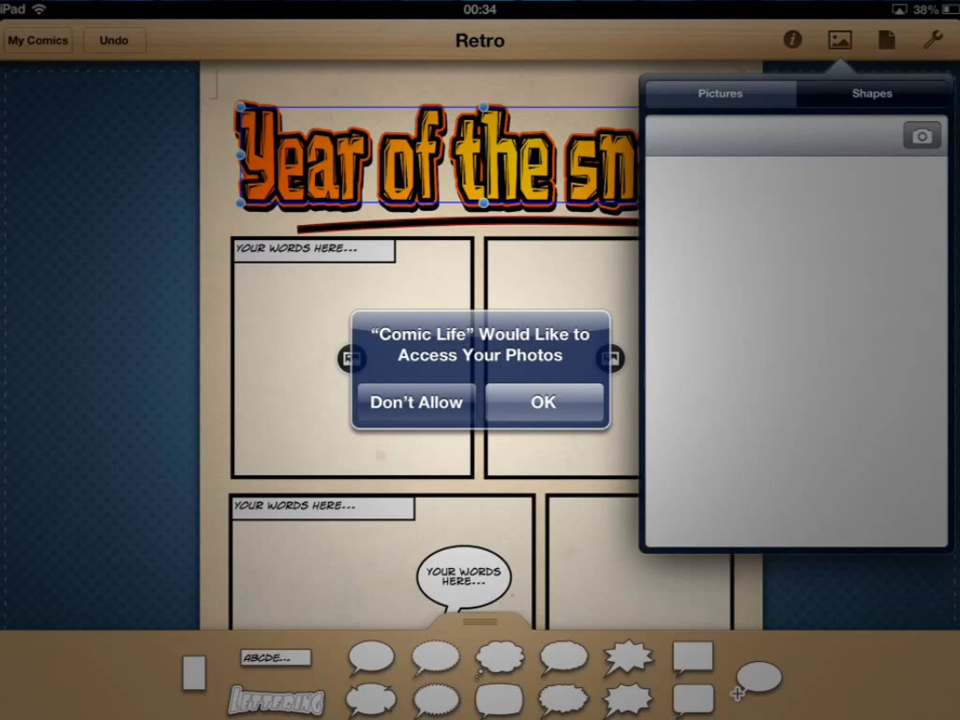 iPad 00:34 38%
My Comics Undo Retro
Pictures Shapes
Year of the sn
YOUR WORDS HERE...
“Comic Life” Would Like to
Access Your Photos
Don’t Allow OK
YOUR WORDS HERE...
YOUR WORDS
HERE...
ABCDE...
LETTERING